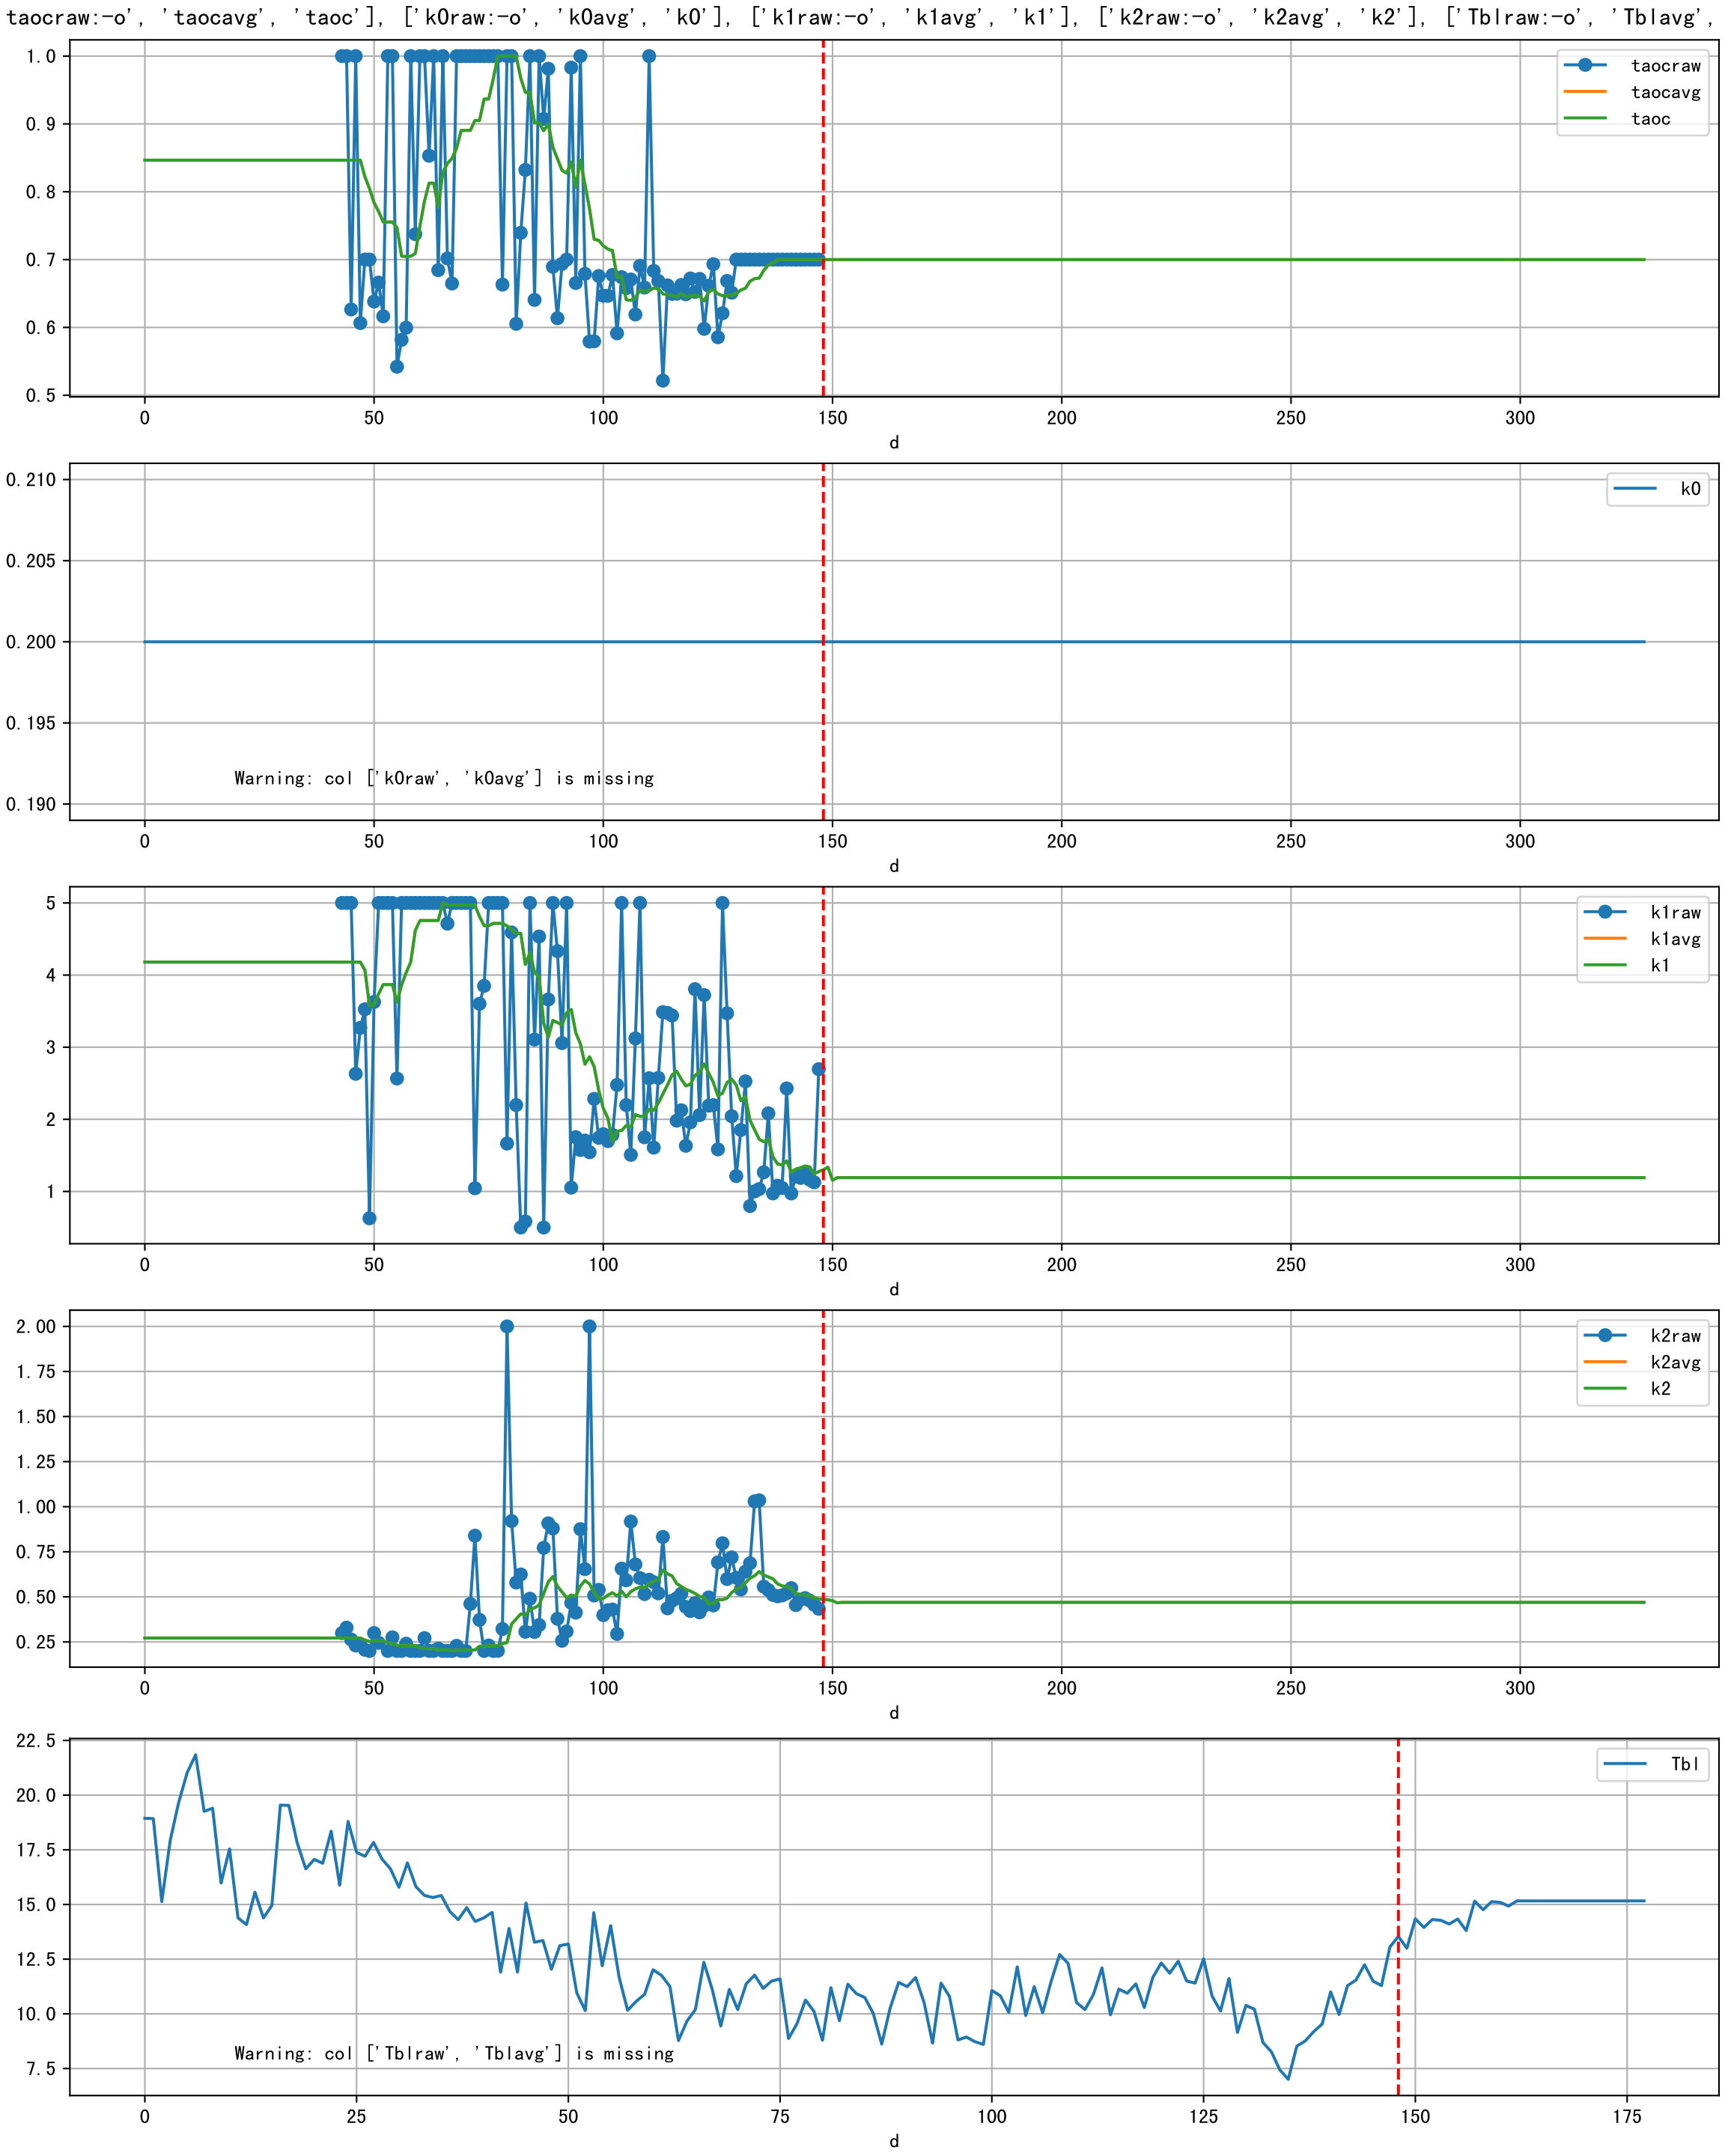 taocraw:-o', 'taocavg', 'taoc'], ['k0raw:-o', 'k0avg', 'k0'], ['k1raw:-o', 'k1avg', 'k1'], ['k2raw:-o', 'k2avg', 'k2'], ['Tblraw:-o', 'Tblavg',
1.0
0.9
0.8
0.7
0.6
0.5
taocraw
taocavg
taoc
0 50 100 150 200 250 300
d
0.210
0.205
0.200
0.195
0.190
k0
Warning: col ['k0raw', 'k0avg'] is missing
0 50 100 150 200 250 300
d
5
4
3
2
1
k1raw
k1avg
k1
0 50 100 150 200 250 300
d
2.00
1.75
1.50
1.25
1.00
0.75
0.50
0.25
k2raw
k2avg
k2
0 50 100 150 200 250 300
d
22.5
20.0
17.5
15.0
12.5
10.0
7.5
Tbl
Warning: col ['Tblraw', 'Tblavg'] is missing
0 25 50 75 100 125 150 175
d